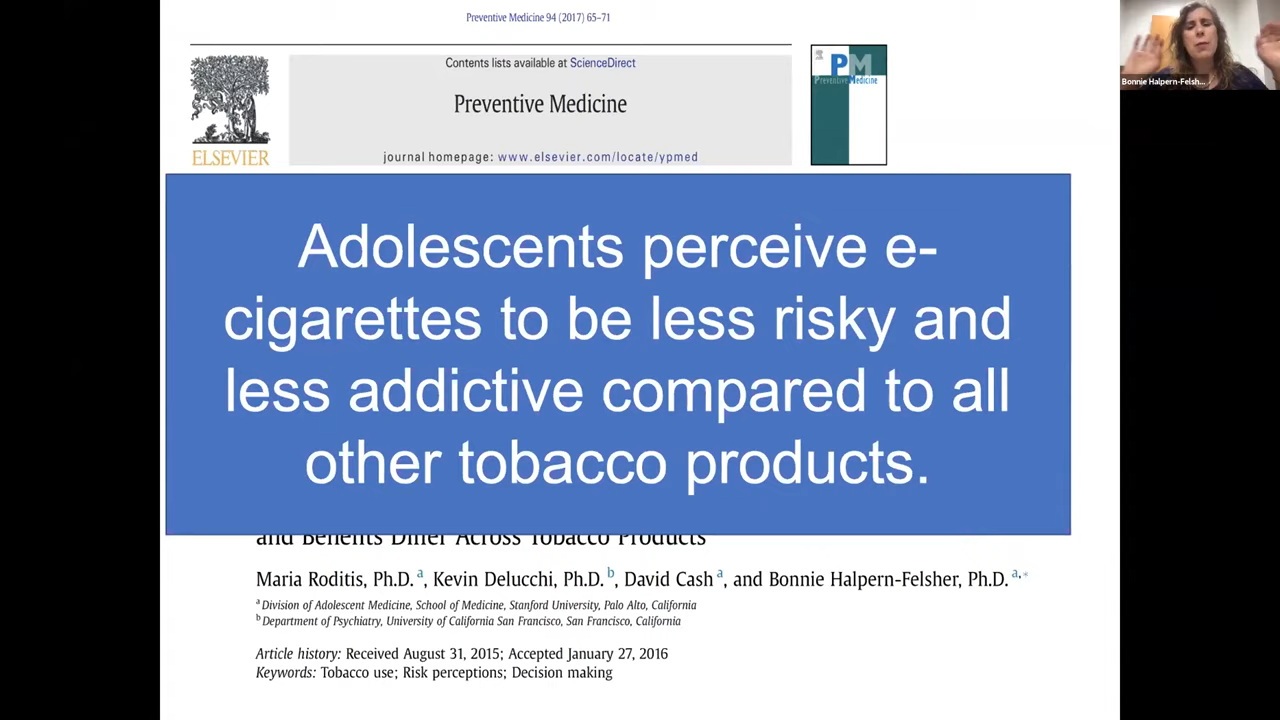 Preventive Medicine 94 (2017) 65–71
Contents lists available at ScienceDirect
Preventive Medicine
journal homepage: www.elsevier.com/locate/ypmed
ELSEVIER
PM
Preventive Medicine
Bonnie Halpern-Felsh...
Adolescents perceive e-
cigarettes to be less risky and
less addictive compared to all
other tobacco products.
and Benefits Differ Across Tobacco Products
Maria Roditis, Ph.D. a, Kevin Delucchi, Ph.D. b, David Cash a, and Bonnie Halpern-Felsher, Ph.D. a,*
a Division of Adolescent Medicine, School of Medicine, Stanford University, Palo Alto, California
b Department of Psychiatry, University of California San Francisco, San Francisco, California
Article history: Received August 31, 2015; Accepted January 27, 2016
Keywords: Tobacco use; Risk perceptions; Decision making